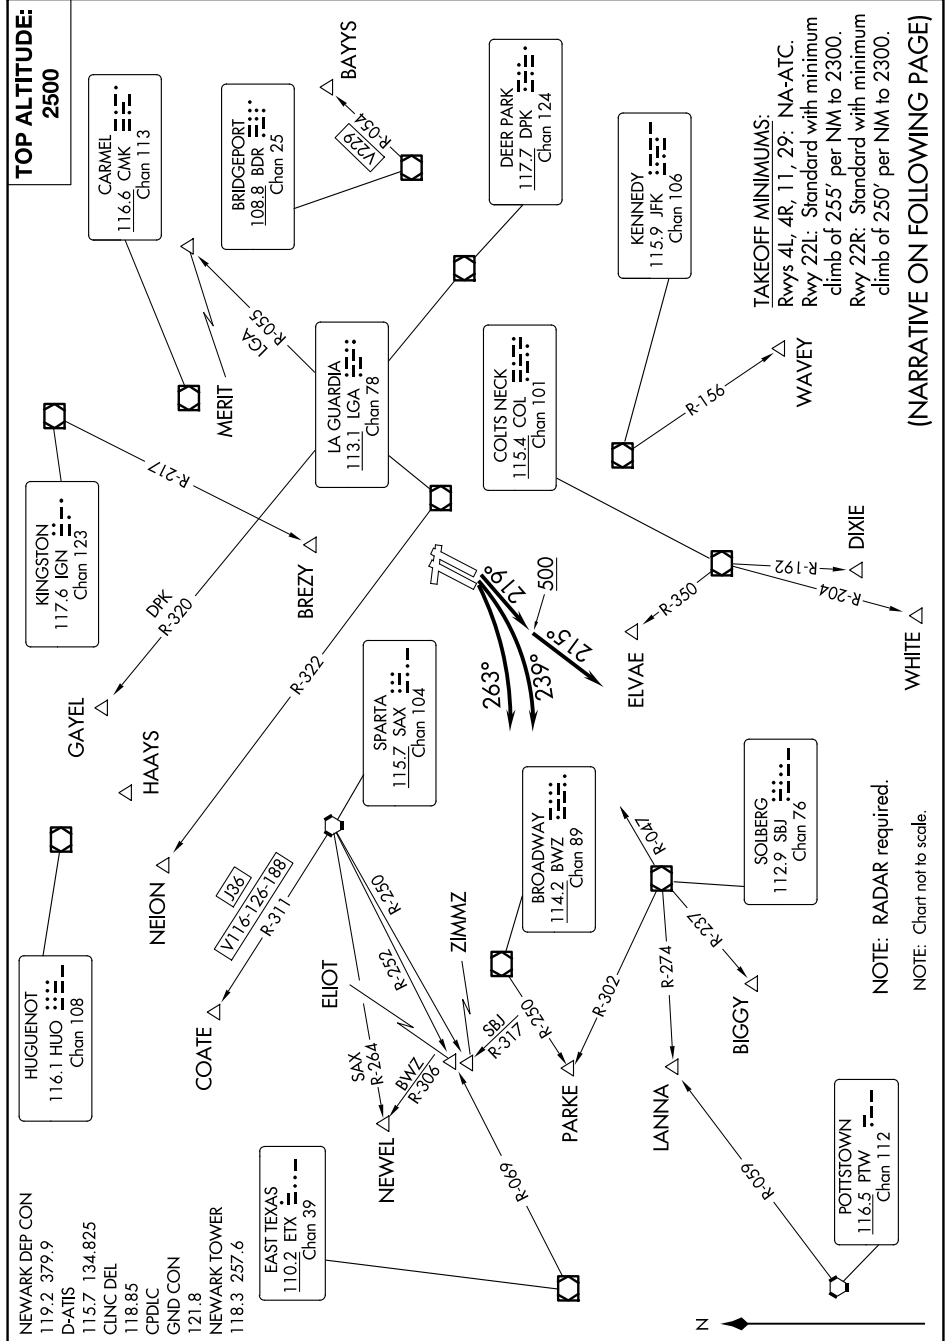 TOP ALTITUDE:
2500
NEWARK DEP CON
119.2 379.9
D-ATIS
115.7 134.825
CLNC DEL
118.85
CPDLC
GND CON
121.8
NEWARK TOWER
118.3 257.6
HUGUENOT
116.1 HUO
Chan 108
KINGSTON
117.6 IGN
Chan 123
CARMEL
116.6 CMK
Chan 113
BRIDGEPORT
108.8 BDR
Chan 25
V229
R-054
BAYYS
GAYEL
HAAYS
DPK
R-320
R-217
BREZY
MERIT
LGA
R-055
NEION
R-322
LA GUARDIA
113.1 LGA
Chan 78
DEER PARK
117.7 DPK
Chan 124
EAST TEXAS
110.2 ETX
Chan 39
COATE
J36
V116-126-188
R-311
SPARTA
115.7 SAX
Chan 104
ELIOT
SAX
R-264
R-252
R-250
NEWEL
BWZ
R-306
ZIMMZ
SBJ
R-317
R-069
263°
239°
219°
500
215°
BROADWAY
114.2 BWZ
Chan 89
R-250
PARKE
R-302
COLTS NECK
115.4 COL
Chan 101
KENNEDY
115.9 JFK
Chan 106
R-156
WAVEY
ELVAE
R-350
R-192
DIXIE
R-204
WHITE
R-047
R-274
LANNA
R-237
BIGGY
SOLBERG
112.9 SBJ
Chan 76
R-059
POTTSTOWN
116.5 PTW
Chan 112
N
NOTE: RADAR required.
NOTE: Chart not to scale.
TAKEOFF MINIMUMS:
Rwys 4L, 4R, 11, 29: NA-ATC.
Rwy 22L: Standard with minimum
climb of 255' per NM to 2300.
Rwy 22R: Standard with minimum
climb of 250' per NM to 2300.
(NARRATIVE ON FOLLOWING PAGE)